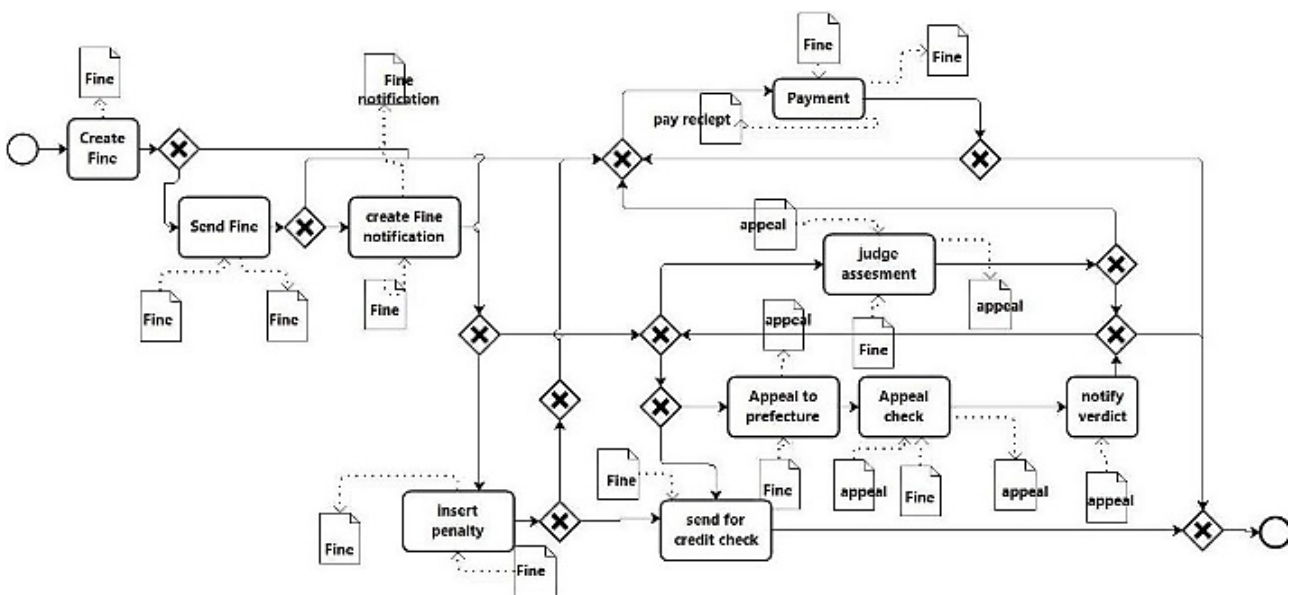 Fine
Fine
notification
Fine
Fine
pay reciept
Payment
Create
Fine
Send Fine
create Fine
notification
Fine
Fine
Fine
appeal
judge
assesment
appeal
appeal
Fine
Appeal to
prefecture
Appeal
check
notify
verdict
Fine
Fine
appeal
Fine
appeal
appeal
insert
penalty
send for
credit check
Fine
Fine